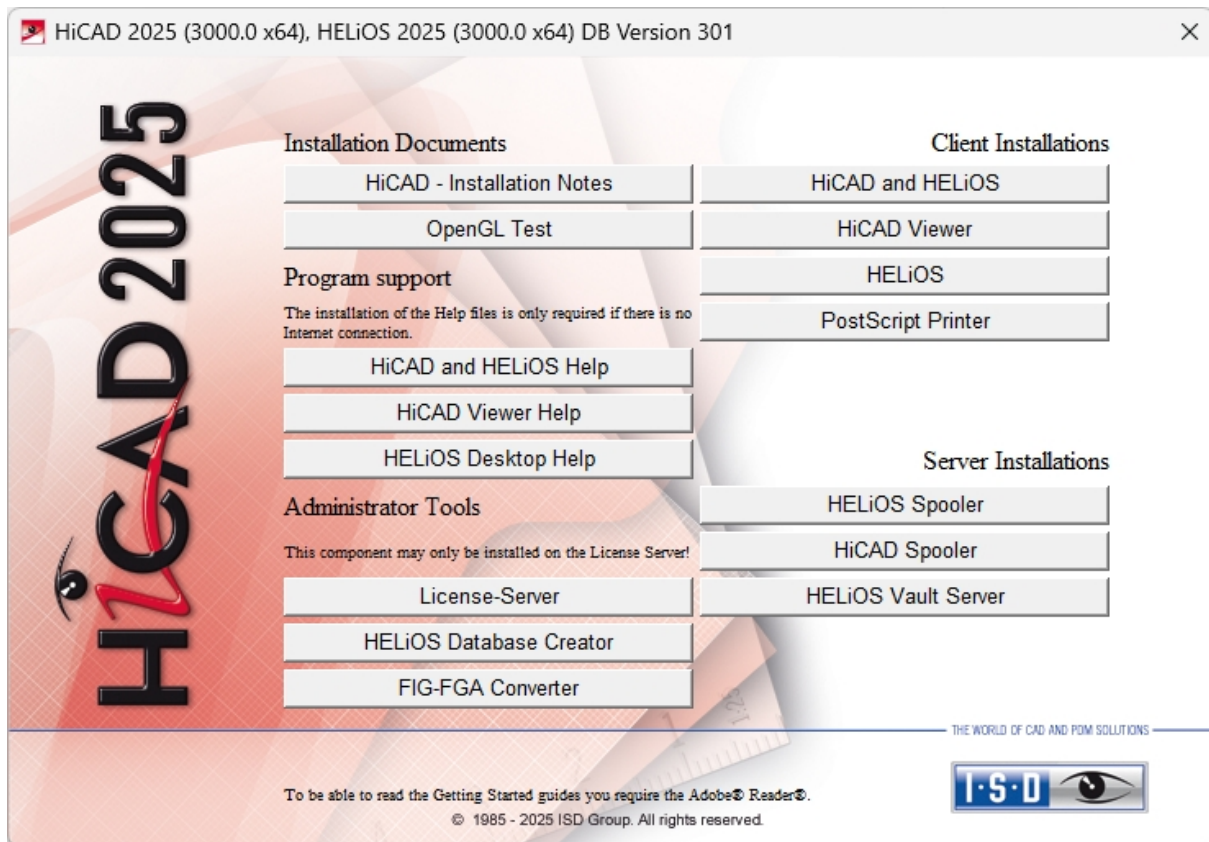 HiCAD 2025 (3000.0 x64), HELiOS 2025 (3000.0 x64) DB Version 301
HiCAD 2025
Installation Documents
HiCAD - Installation Notes
OpenGL Test
Program support
The installation of the Help files is only required if there is no
Internet connection.
HiCAD and HELiOS Help
HiCAD Viewer Help
HELiOS Desktop Help
Administrator Tools
This component may only be installed on the License Server!
License-Server
HELiOS Database Creator
FIG-FGA Converter
Client Installations
HiCAD and HELiOS
HiCAD Viewer
HELiOS
PostScript Printer
Server Installations
HELiOS Spooler
HiCAD Spooler
HELiOS Vault Server
THE WORLD OF CAD AND PDM SOLUTIONS
I·S·D
To be able to read the Getting Started guides you require the Adobe® Reader®.
© 1985 - 2025 ISD Group. All rights reserved.